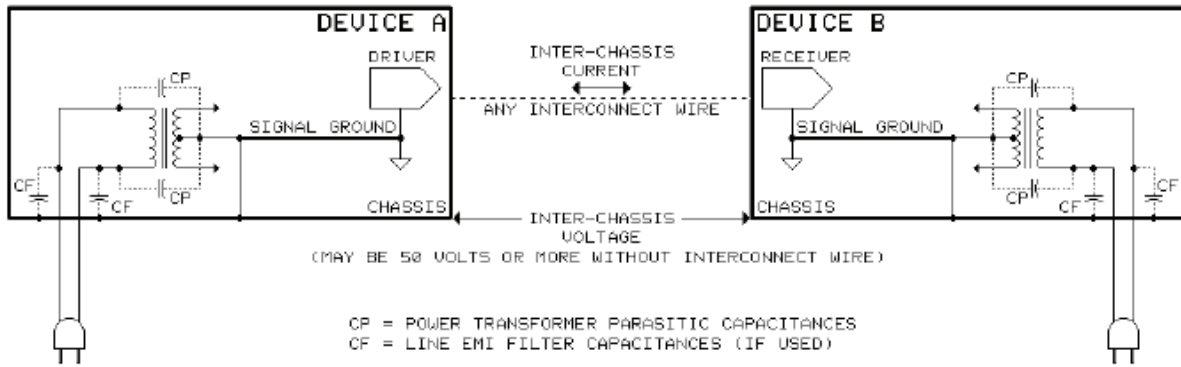 DEVICE A
DEVICE B
DRIVER
INTER-CHASSIS
CURRENT
RECEIVER
CP
CP
ANY INTERCONNECT WIRE
SIGNAL GROUND
SIGNAL GROUND
CF
CF
CP
CP
CF
CF
CHASSIS
INTER-CHASSIS
VOLTAGE
CHASSIS
(MAY BE 50 VOLTS OR MORE WITHOUT INTERCONNECT WIRE)
CP = POWER TRANSFORMER PARASITIC CAPACITANCES
CF = LINE EMI FILTER CAPACITANCES (IF USED)